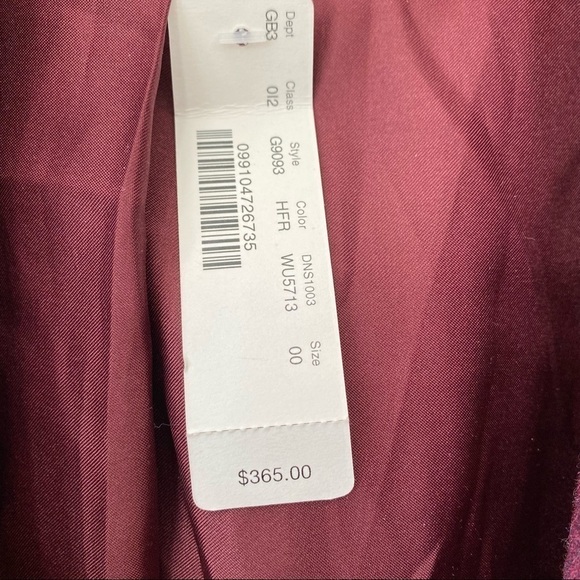 Dept Class Style Color DNS1003 Size
GB3 012 G9093 HFR WU5713 00
099104726735
$365.00